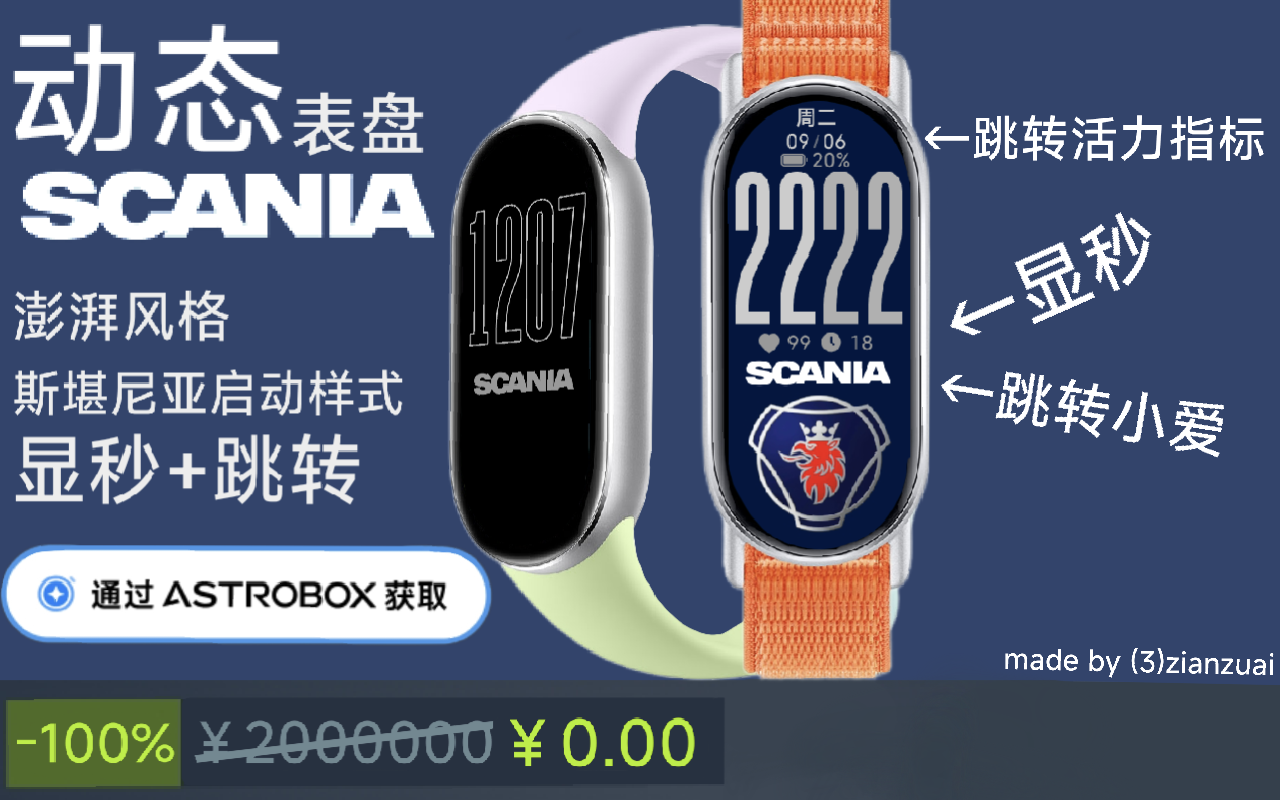 动态表盘
SCANIA
澎湃风格
斯堪尼亚启动样式
显秒+跳转
通过 ASTROBOX 获取
1207
SCANIA
周二
09/06
20%
2222
99 18
SCANIA
←跳转活力指标
←显秒
←跳转小爱
made by (3)zianzuai
-100% ¥2000000 ¥0.00